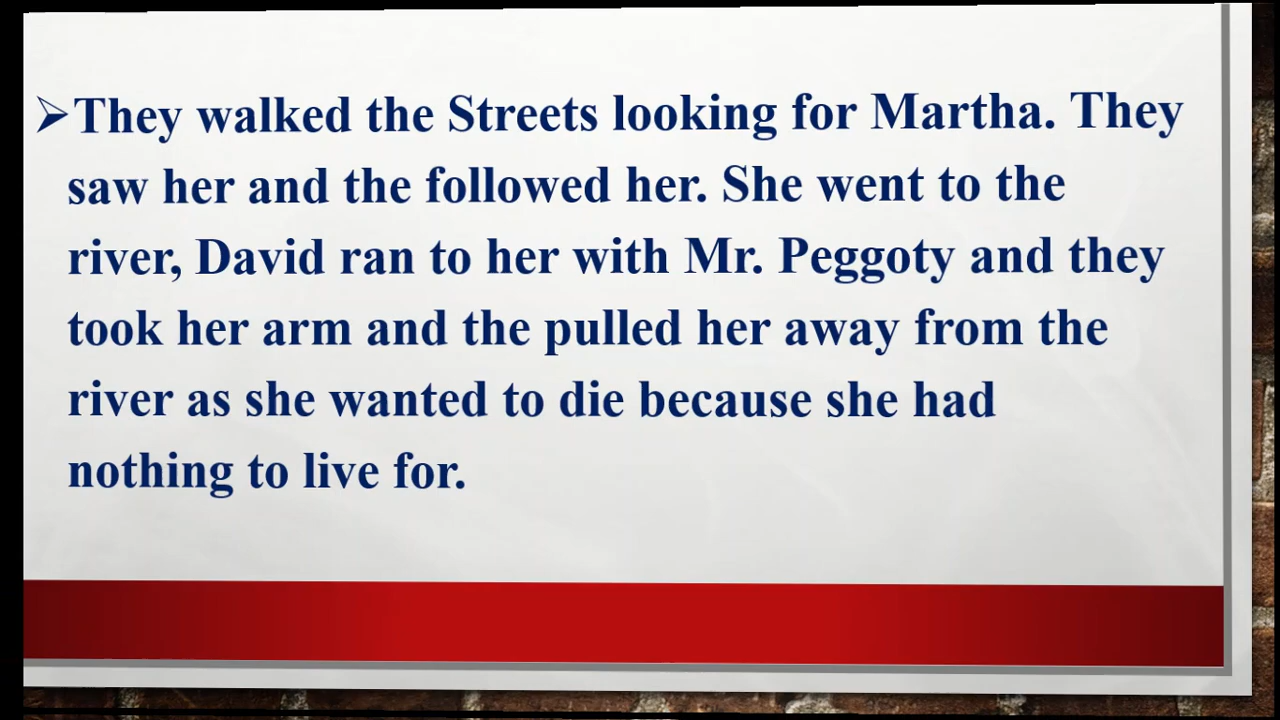 ➢They walked the Streets looking for Martha. They
saw her and the followed her. She went to the
river, David ran to her with Mr. Peggoty and they
took her arm and the pulled her away from the
river as she wanted to die because she had
nothing to live for.